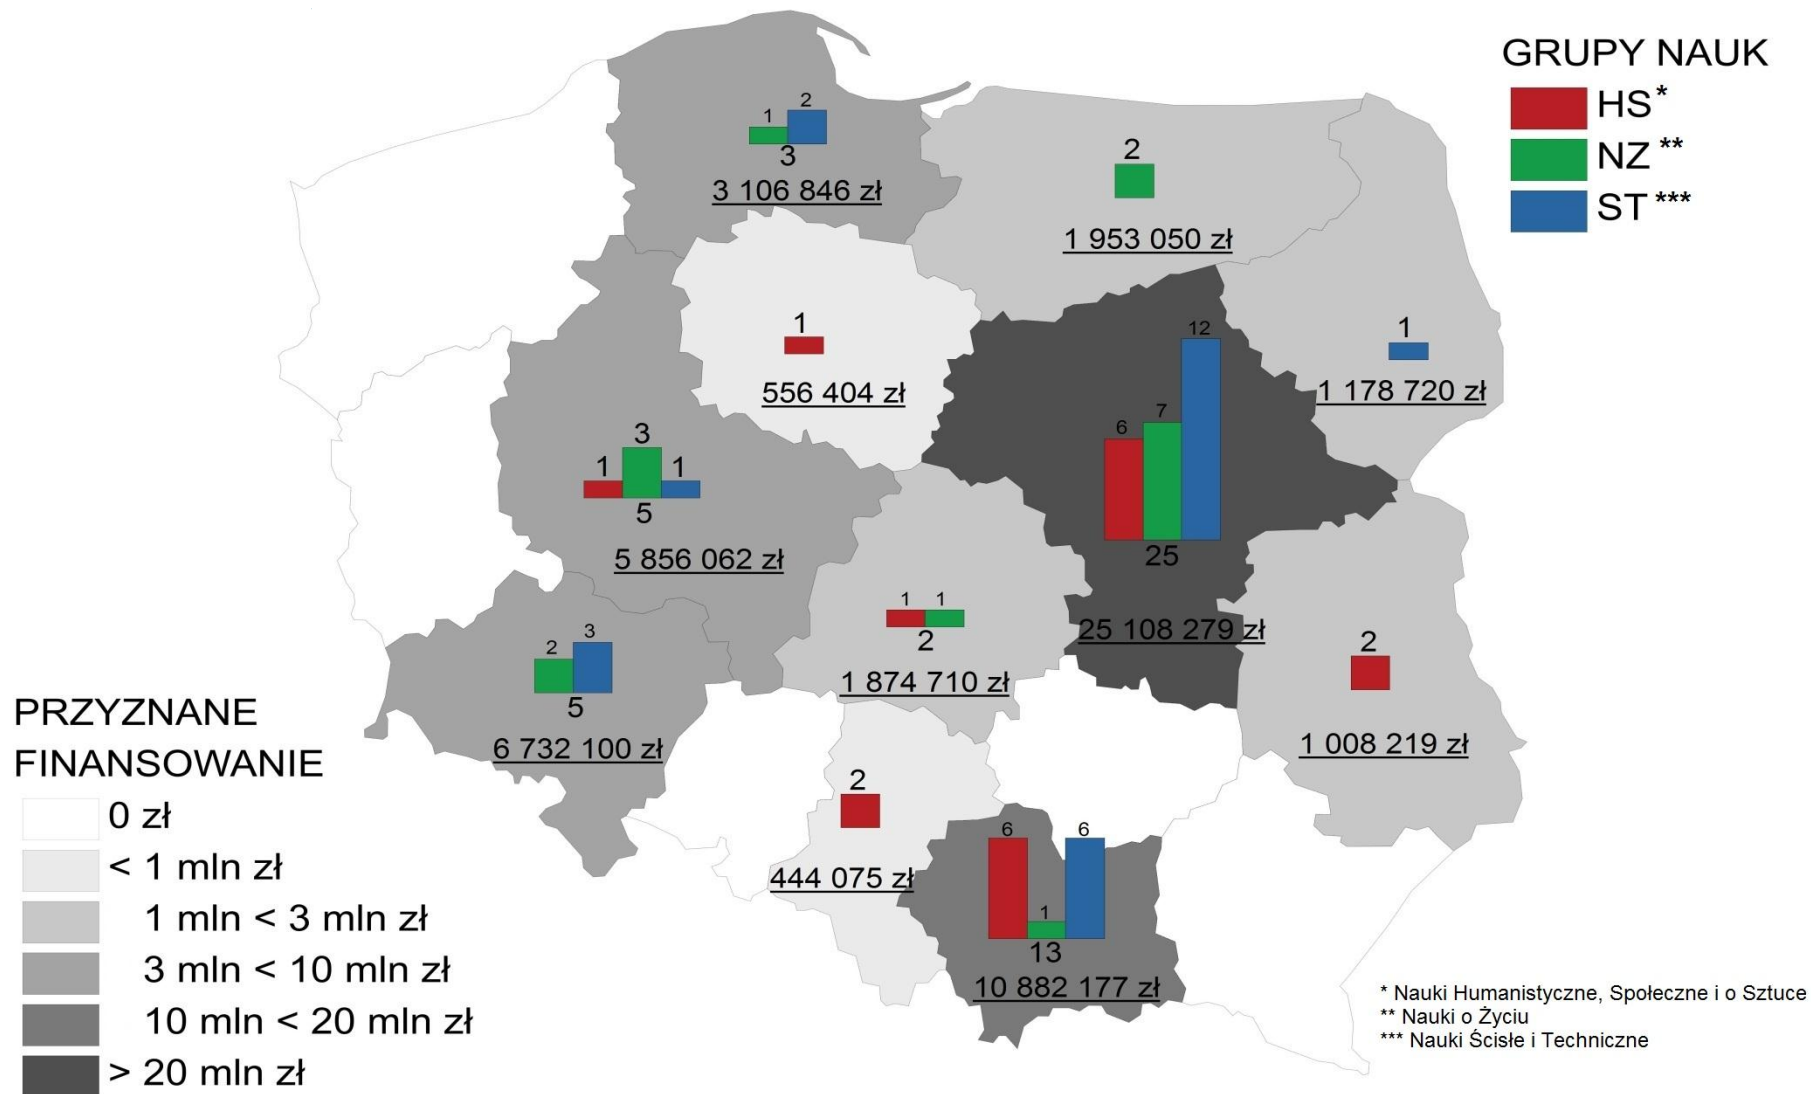 GRUPY NAUK
HS*
NZ **
ST ***
1 2
3
3 106 846 zł
2
1 953 050 zł
1
556 404 zł
1
1 178 720 zł
6 7 12
25
25 108 279 zł
1 3 1
5
5 856 062 zł
1 1
2
1 874 710 zł
2 3
5
6 732 100 zł
2
1 008 219 zł
2
444 075 zł
6 1 6
13
10 882 177 zł
PRZYZNANE
FINANSOWANIE
0 zł
< 1 mln zł
1 mln < 3 mln zł
3 mln < 10 mln zł
10 mln < 20 mln zł
> 20 mln zł
* Nauki Humanistyczne, Społeczne i o Sztuce
** Nauki o Życiu
*** Nauki Ścisłe i Techniczne